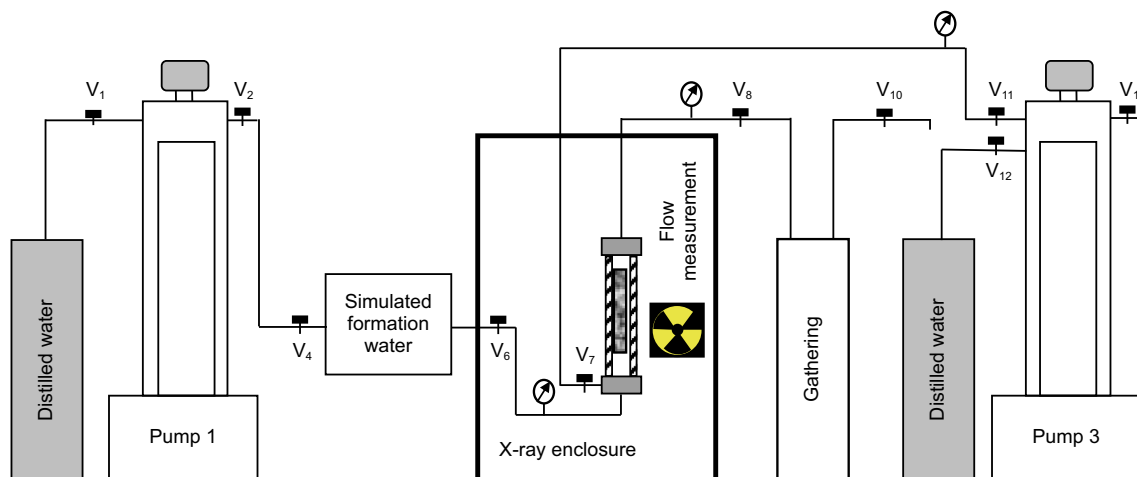 V1
V2
V8
V10
V11
V1
V12
Flow
measurement
Simulated
formation
water
V4
V6
V7
Distilled water
Gathering
Distilled water
Pump 1
X-ray enclosure
Pump 3